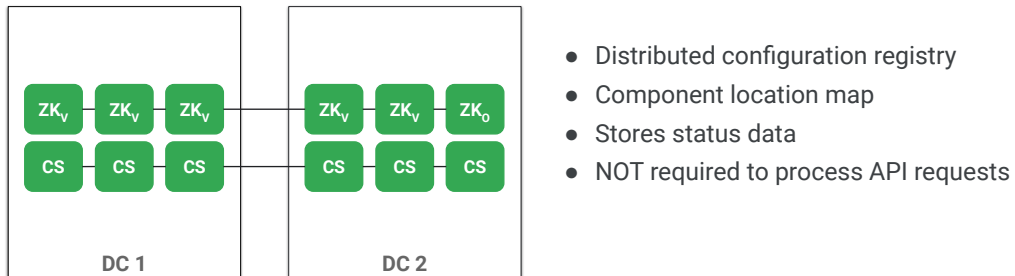 ZKV ZKV ZKV ZKV ZKV ZKO
CS CS CS CS CS CS
DC 1 DC 2
● Distributed configuration registry
● Component location map
● Stores status data
● NOT required to process API requests